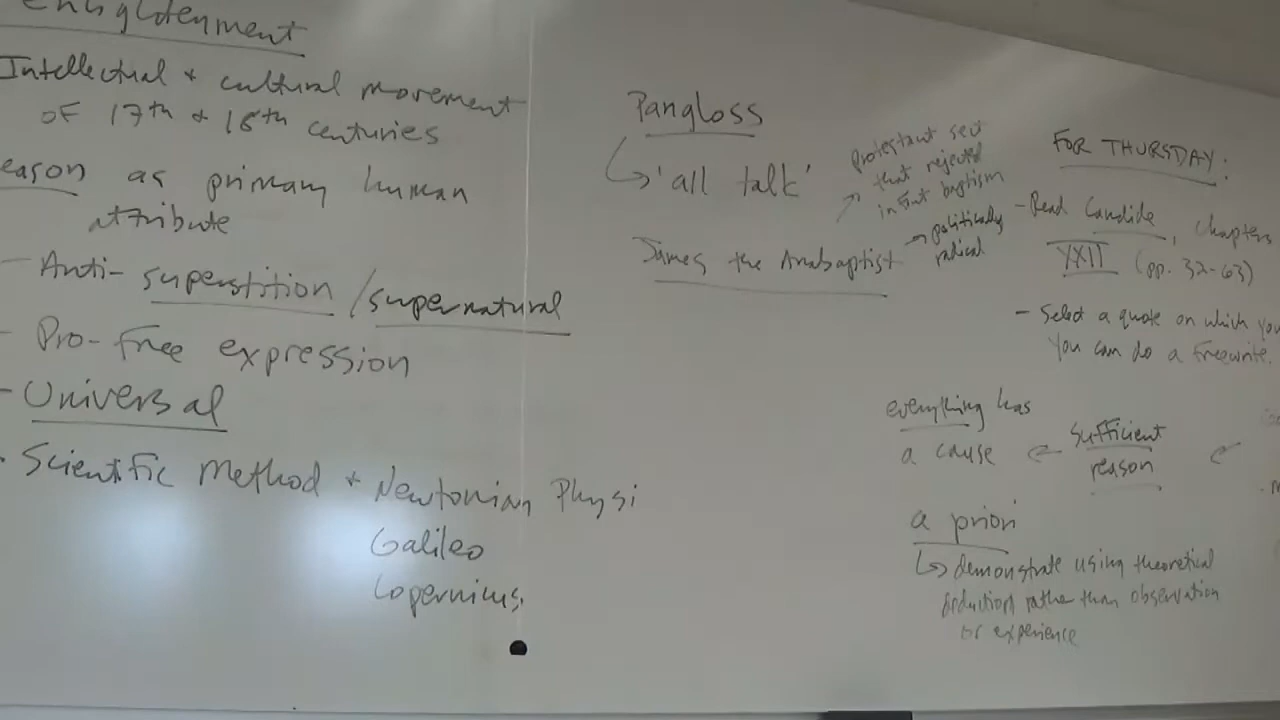 Enlightenment
Intellectual + cultural movement
of 17th + 18th centuries
eason as primary human
attribute
- Anti-superstition/supernatural
- Pro-free expression
- Universal
- Scientific Method + Newtonian Physi
Galileo
Copernicus
Pangloss
'all talk'
James the Anabaptist
Protestant sect
that rejected
infant baptism
politically
radical
FOR THURSDAY:
- Read Candide, chapters
XXII (pp. 32-63)
- Select a quote on which you
you can do a freewrite.
everything has
a cause
sufficient
reason
a priori
demonstrate using theoretical
deduction rather than observation
or experience